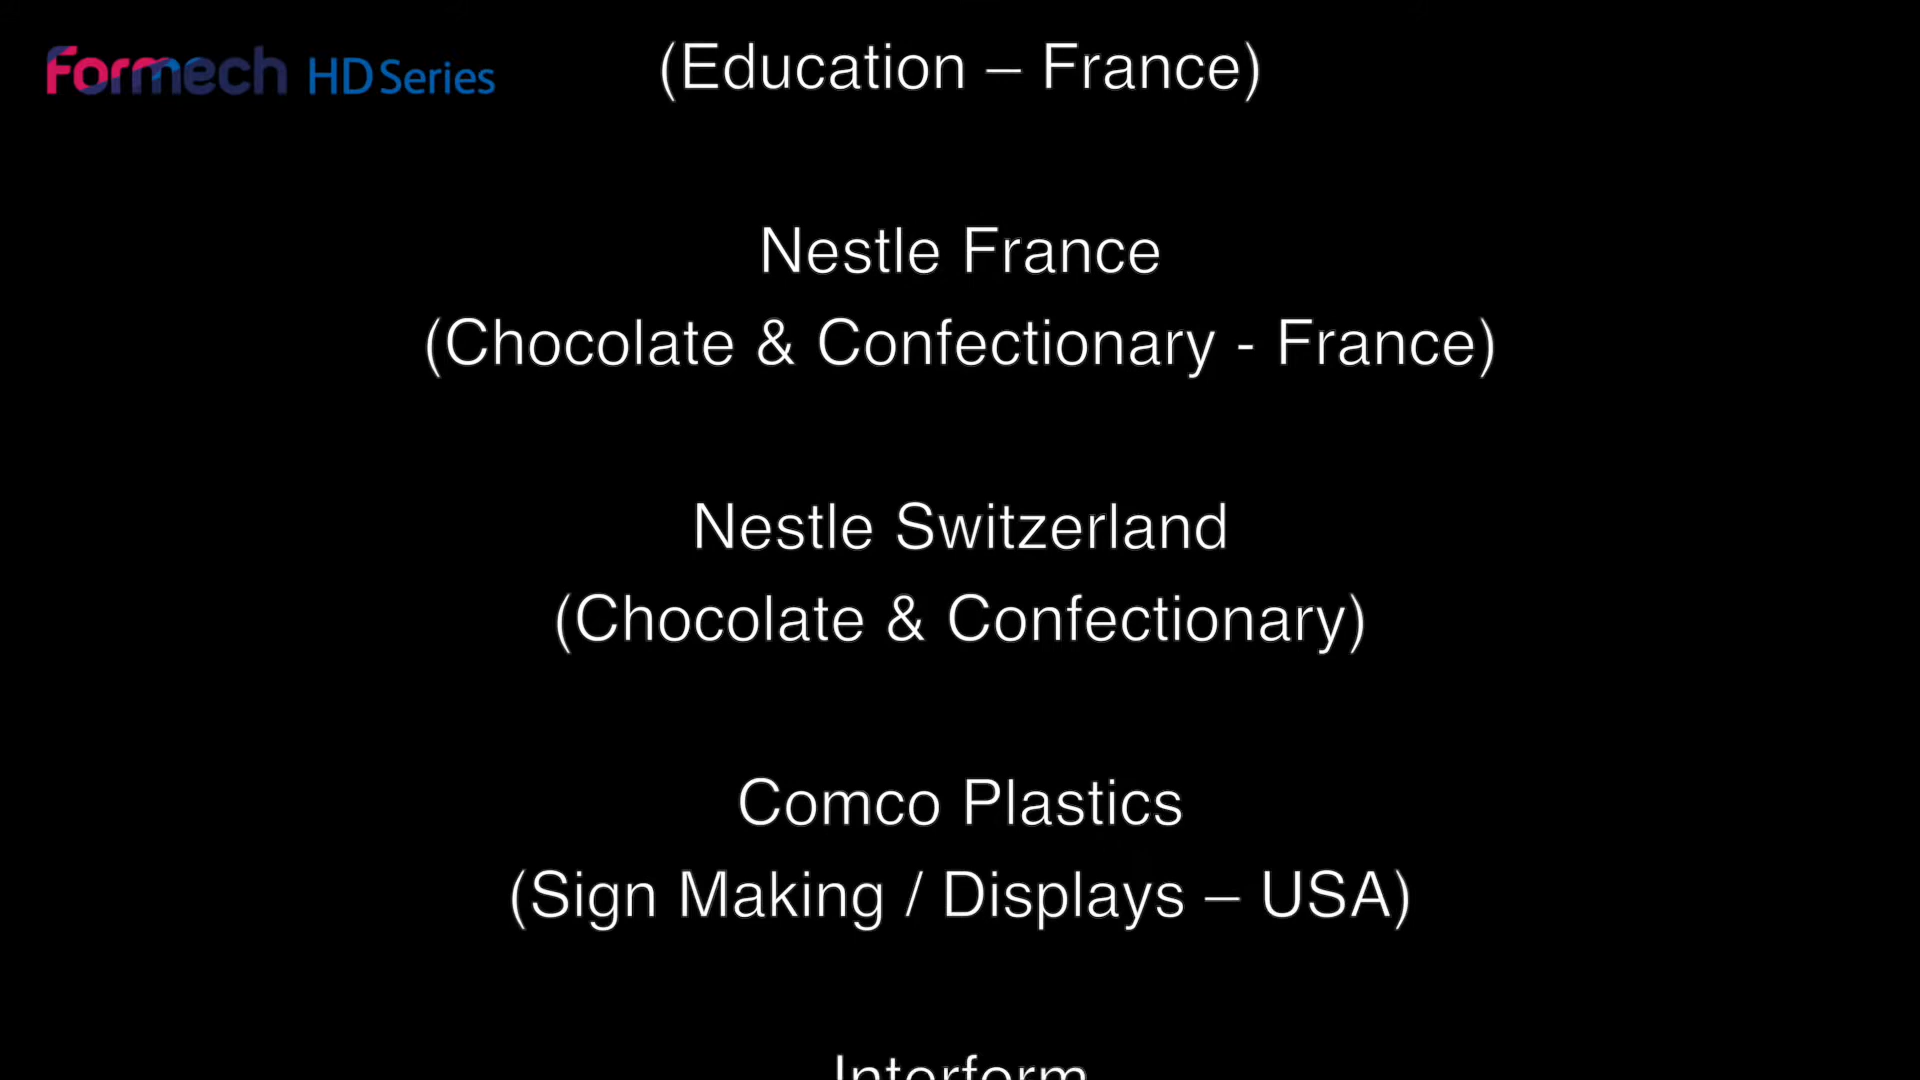 Formech HD Series
(Education – France)
Nestle France
(Chocolate & Confectionary - France)
Nestle Switzerland
(Chocolate & Confectionary)
Comco Plastics
(Sign Making / Displays – USA)
Interform